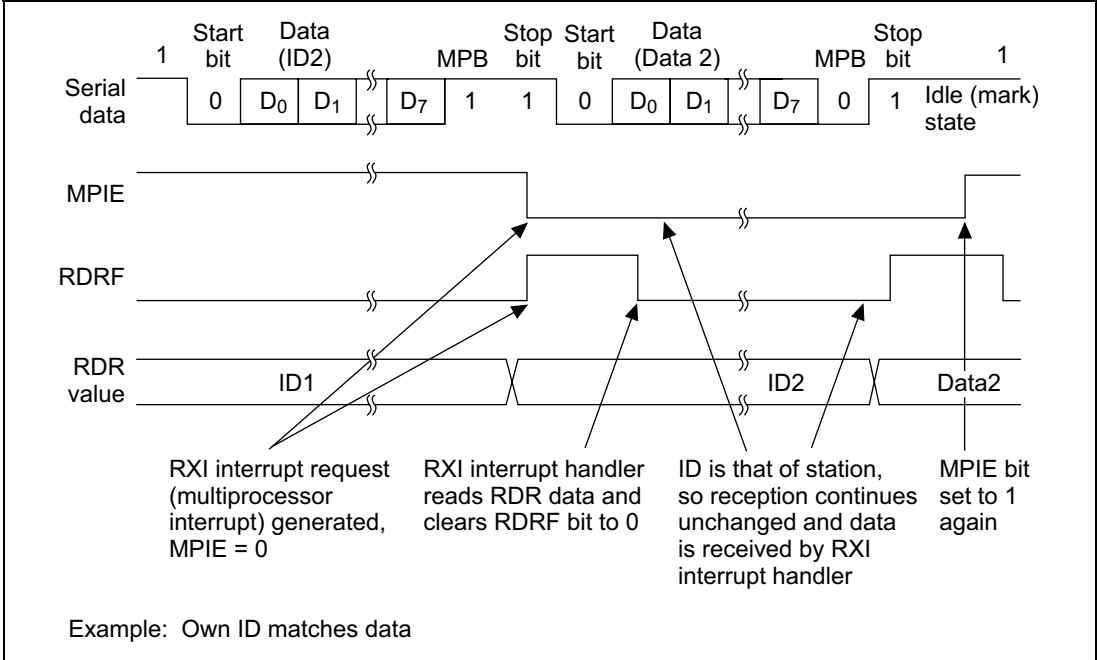 Start Data Stop Start Data Stop
1 bit (ID2) MPB bit bit (Data 2) MPB bit 1
Serial data 0 D0 D1 D7 1 1 0 D0 D1 D7 0 1 Idle (mark) state
MPIE
RDRF
RDR value ID1 ID2 Data2
RXI interrupt request
(multiprocessor
interrupt) generated,
MPIE = 0
RXI interrupt handler
reads RDR data and
clears RDRF bit to 0
ID is that of station,
so reception continues
unchanged and data
is received by RXI
interrupt handler
MPIE bit
set to 1
again
Example: Own ID matches data